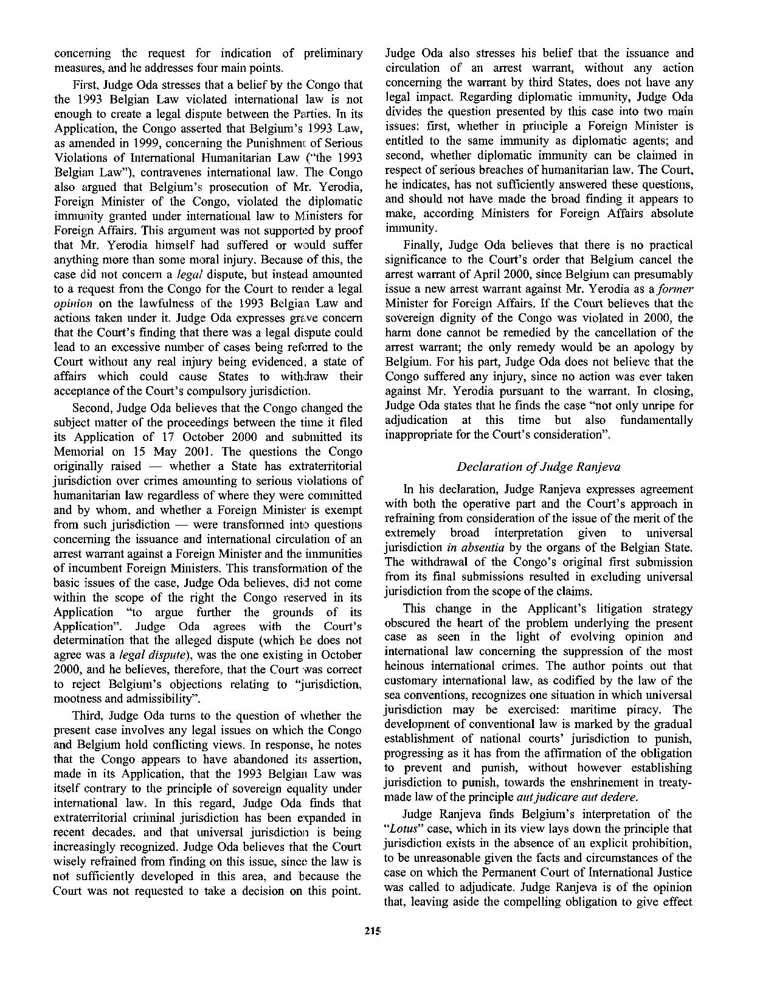 concerning the request for indication of preliminary
measures, and he addresses four main points.
First, Judge Oda stresses that a belief by the Congo that
the 1993 Belgian Law violated international law is not
enough to create a legal dispute between the Parties. In its
Application, the Congo asserted that Belgium's 1993 Law,
as amended in 1999, concerning the Punishment of Serious
Violations of International Humanitarian Law ("the 1993
Belgian Law"), contravenes international law. The Congo
also argued that Belgium's prosecution of Mr. Yerodia,
Foreign Minister of the Congo, violated the diplomatic
immunity granted under international law to Ministers for
Foreign Affairs. This argument was not supported by proof
that Mr. Yerodia himself had suffered or would suffer
anything more than some moral injury. Because of this, the
case did not concern a legal dispute, but instead amounted
to a request from the Congo for the Court to render a legal
opinion on the lawfulness of the 1993 Belgian Law and
actions taken under it. Judge Oda expresses grave concern
that the Court's finding that there was a legal dispute could
lead to an excessive number of cases being referred to the
Court without any real injury being evidenced, a state of
affairs which could cause States to withdraw their
acceptance of the Court's compulsory jurisdiction.
Second, Judge Oda believes that the Congo changed the
subject matter of the proceedings between the time it filed
its Application of 17 October 2000 and submitted its
Memorial on 15 May 2001. The questions the Congo
originally raised — whether a State has extraterritorial
jurisdiction over crimes amounting to serious violations of
humanitarian law regardless of where they were committed
and by whom, and whether a Foreign Minister is exempt
from such jurisdiction — were transformed into questions
concerning the issuance and international circulation of an
arrest warrant against a Foreign Minister and the immunities
of incumbent Foreign Ministers. This transformation of the
basic issues of the case, Judge Oda believes, did not come
within the scope of the right the Congo reserved in its
Application "to argue further the grounds of its
Application". Judge Oda agrees with the Court's
determination that the alleged dispute (which he does not
agree was a legal dispute), was the one existing in October
2000, and he believes, therefore, that the Court was correct
to reject Belgium's objections relating to "jurisdiction,
mootness and admissibility".
Third, Judge Oda turns to the question of whether the
present case involves any legal issues on which the Congo
and Belgium hold conflicting views. In response, he notes
that the Congo appears to have abandoned its assertion,
made in its Application, that the 1993 Belgian Law was
itself contrary to the principle of sovereign equality under
international law. In this regard, Judge Oda finds that
extraterritorial criminal jurisdiction has been expanded in
recent decades, and that universal jurisdiction is being
increasingly recognized. Judge Oda believes that the Court
wisely refrained from finding on this issue, since the law is
not sufficiently developed in this area, and because the
Court was not requested to take a decision on this point.
Judge Oda also stresses his belief that the issuance and
circulation of an arrest warrant, without any action
concerning the warrant by third States, does not have any
legal impact. Regarding diplomatic immunity, Judge Oda
divides the question presented by this case into two main
issues: first, whether in principle a Foreign Minister is
entitled to the same immunity as diplomatic agents; and
second, whether diplomatic immunity can be claimed in
respect of serious breaches of humanitarian law. The Court,
he indicates, has not sufficiently answered these questions,
and should not have made the broad finding it appears to
make, according Ministers for Foreign Affairs absolute
immunity.
Finally, Judge Oda believes that there is no practical
significance to the Court's order that Belgium cancel the
arrest warrant of April 2000, since Belgium can presumably
issue a new arrest warrant against Mr. Yerodia as a former
Minister for Foreign Affairs. If the Court believes that the
sovereign dignity of the Congo was violated in 2000, the
harm done cannot be remedied by the cancellation of the
arrest warrant; the only remedy would be an apology by
Belgium. For his part, Judge Oda does not believe that the
Congo suffered any injury, since no action was ever taken
against Mr. Yerodia pursuant to the warrant. In closing,
Judge Oda states that he finds the case "not only unripe for
adjudication at this time but also fundamentally
inappropriate for the Court's consideration".
Declaration of Judge Ranjeva
In his declaration, Judge Ranjeva expresses agreement
with both the operative part and the Court's approach in
refraining from consideration of the issue of the merit of the
extremely broad interpretation given to universal
jurisdiction in absentia by the organs of the Belgian State.
The withdrawal of the Congo's original first submission
from its final submissions resulted in excluding universal
jurisdiction from the scope of the claims.
This change in the Applicant's litigation strategy
obscured the heart of the problem underlying the present
case as seen in the light of evolving opinion and
international law concerning the suppression of the most
heinous international crimes. The author points out that
customary international law, as codified by the law of the
sea conventions, recognizes one situation in which universal
jurisdiction may be exercised: maritime piracy. The
development of conventional law is marked by the gradual
establishment of national courts' jurisdiction to punish,
progressing as it has from the affirmation of the obligation
to prevent and punish, without however establishing
jurisdiction to punish, towards the enshrinement in treaty-
made law of the principle aut judicare aut dedere.
Judge Ranjeva finds Belgium's interpretation of the
"Lotus" case, which in its view lays down the principle that
jurisdiction exists in the absence of an explicit prohibition,
to be unreasonable given the facts and circumstances of the
case on which the Permanent Court of International Justice
was called to adjudicate. Judge Ranjeva is of the opinion
that, leaving aside the compelling obligation to give effect
215